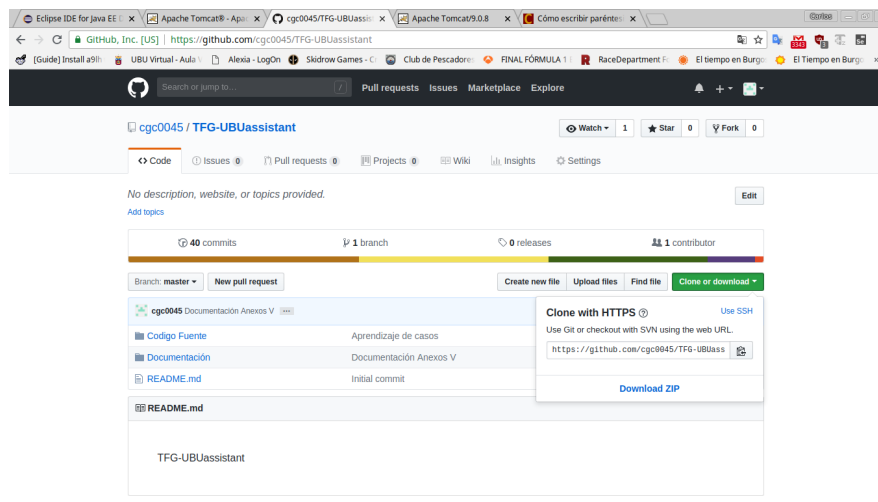 Eclipse IDE for Java EE D
Apache Tomcat® - Apac
cgc0045/TFG-UBUassist
Apache Tomcat/9.0.8
Cómo escribir parénte
Carlos
GitHub, Inc. [US] | https://github.com/cgc0045/TFG-UBUassistant
3343
[Guide] Install a9lh
UBU Virtual - Aula V
Alexia - LogOn
Skidrow Games - C
Club de Pescadore
FINAL FÓRMULA 1
RaceDepartment F
El tiempo en Burgo
El Tiempo en Burgo
Search or jump to...
Pull requests Issues Marketplace Explore
cgc0045 / TFG-UBUassistant
Watch 1 Star 0 Fork 0
Code Issues 0 Pull requests 0 Projects 0 Wiki Insights Settings
No description, website, or topics provided.
Edit
Add topics
40 commits 1 branch 0 releases 1 contributor
Branch: master New pull request Create new file Upload files Find file Clone or download
cgc0045 Documentación Anexos V
Codigo Fuente Aprendizaje de casos
Documentación Documentación Anexos V
README.md Initial commit
Clone with HTTPS Use SSH
Use Git or checkout with SVN using the web URL.
https://github.com/cgc0045/TFG-UBUass
Download ZIP
README.md
TFG-UBUassistant